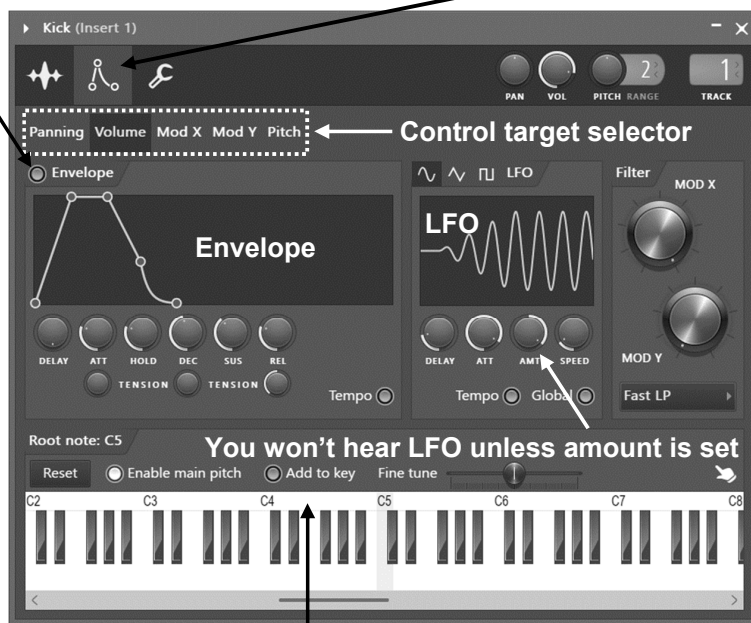 Kick (Insert 1)
2
1
PAN VOL PITCH RANGE TRACK
Panning Volume Mod X Mod Y Pitch
Control target selector
Envelope
LFO
Filter
MOD X
Envelope
LFO
DELAY ATT HOLD DEC SUS REL
DELAY ATT AMT SPEED
MOD Y
TENSION TENSION
Tempo
Tempo Global
Fast LP
Root note: C5
You won’t hear LFO unless amount is set
Reset Enable main pitch Add to key Fine tune
C2 C3 C4 C5 C6 C7 C8